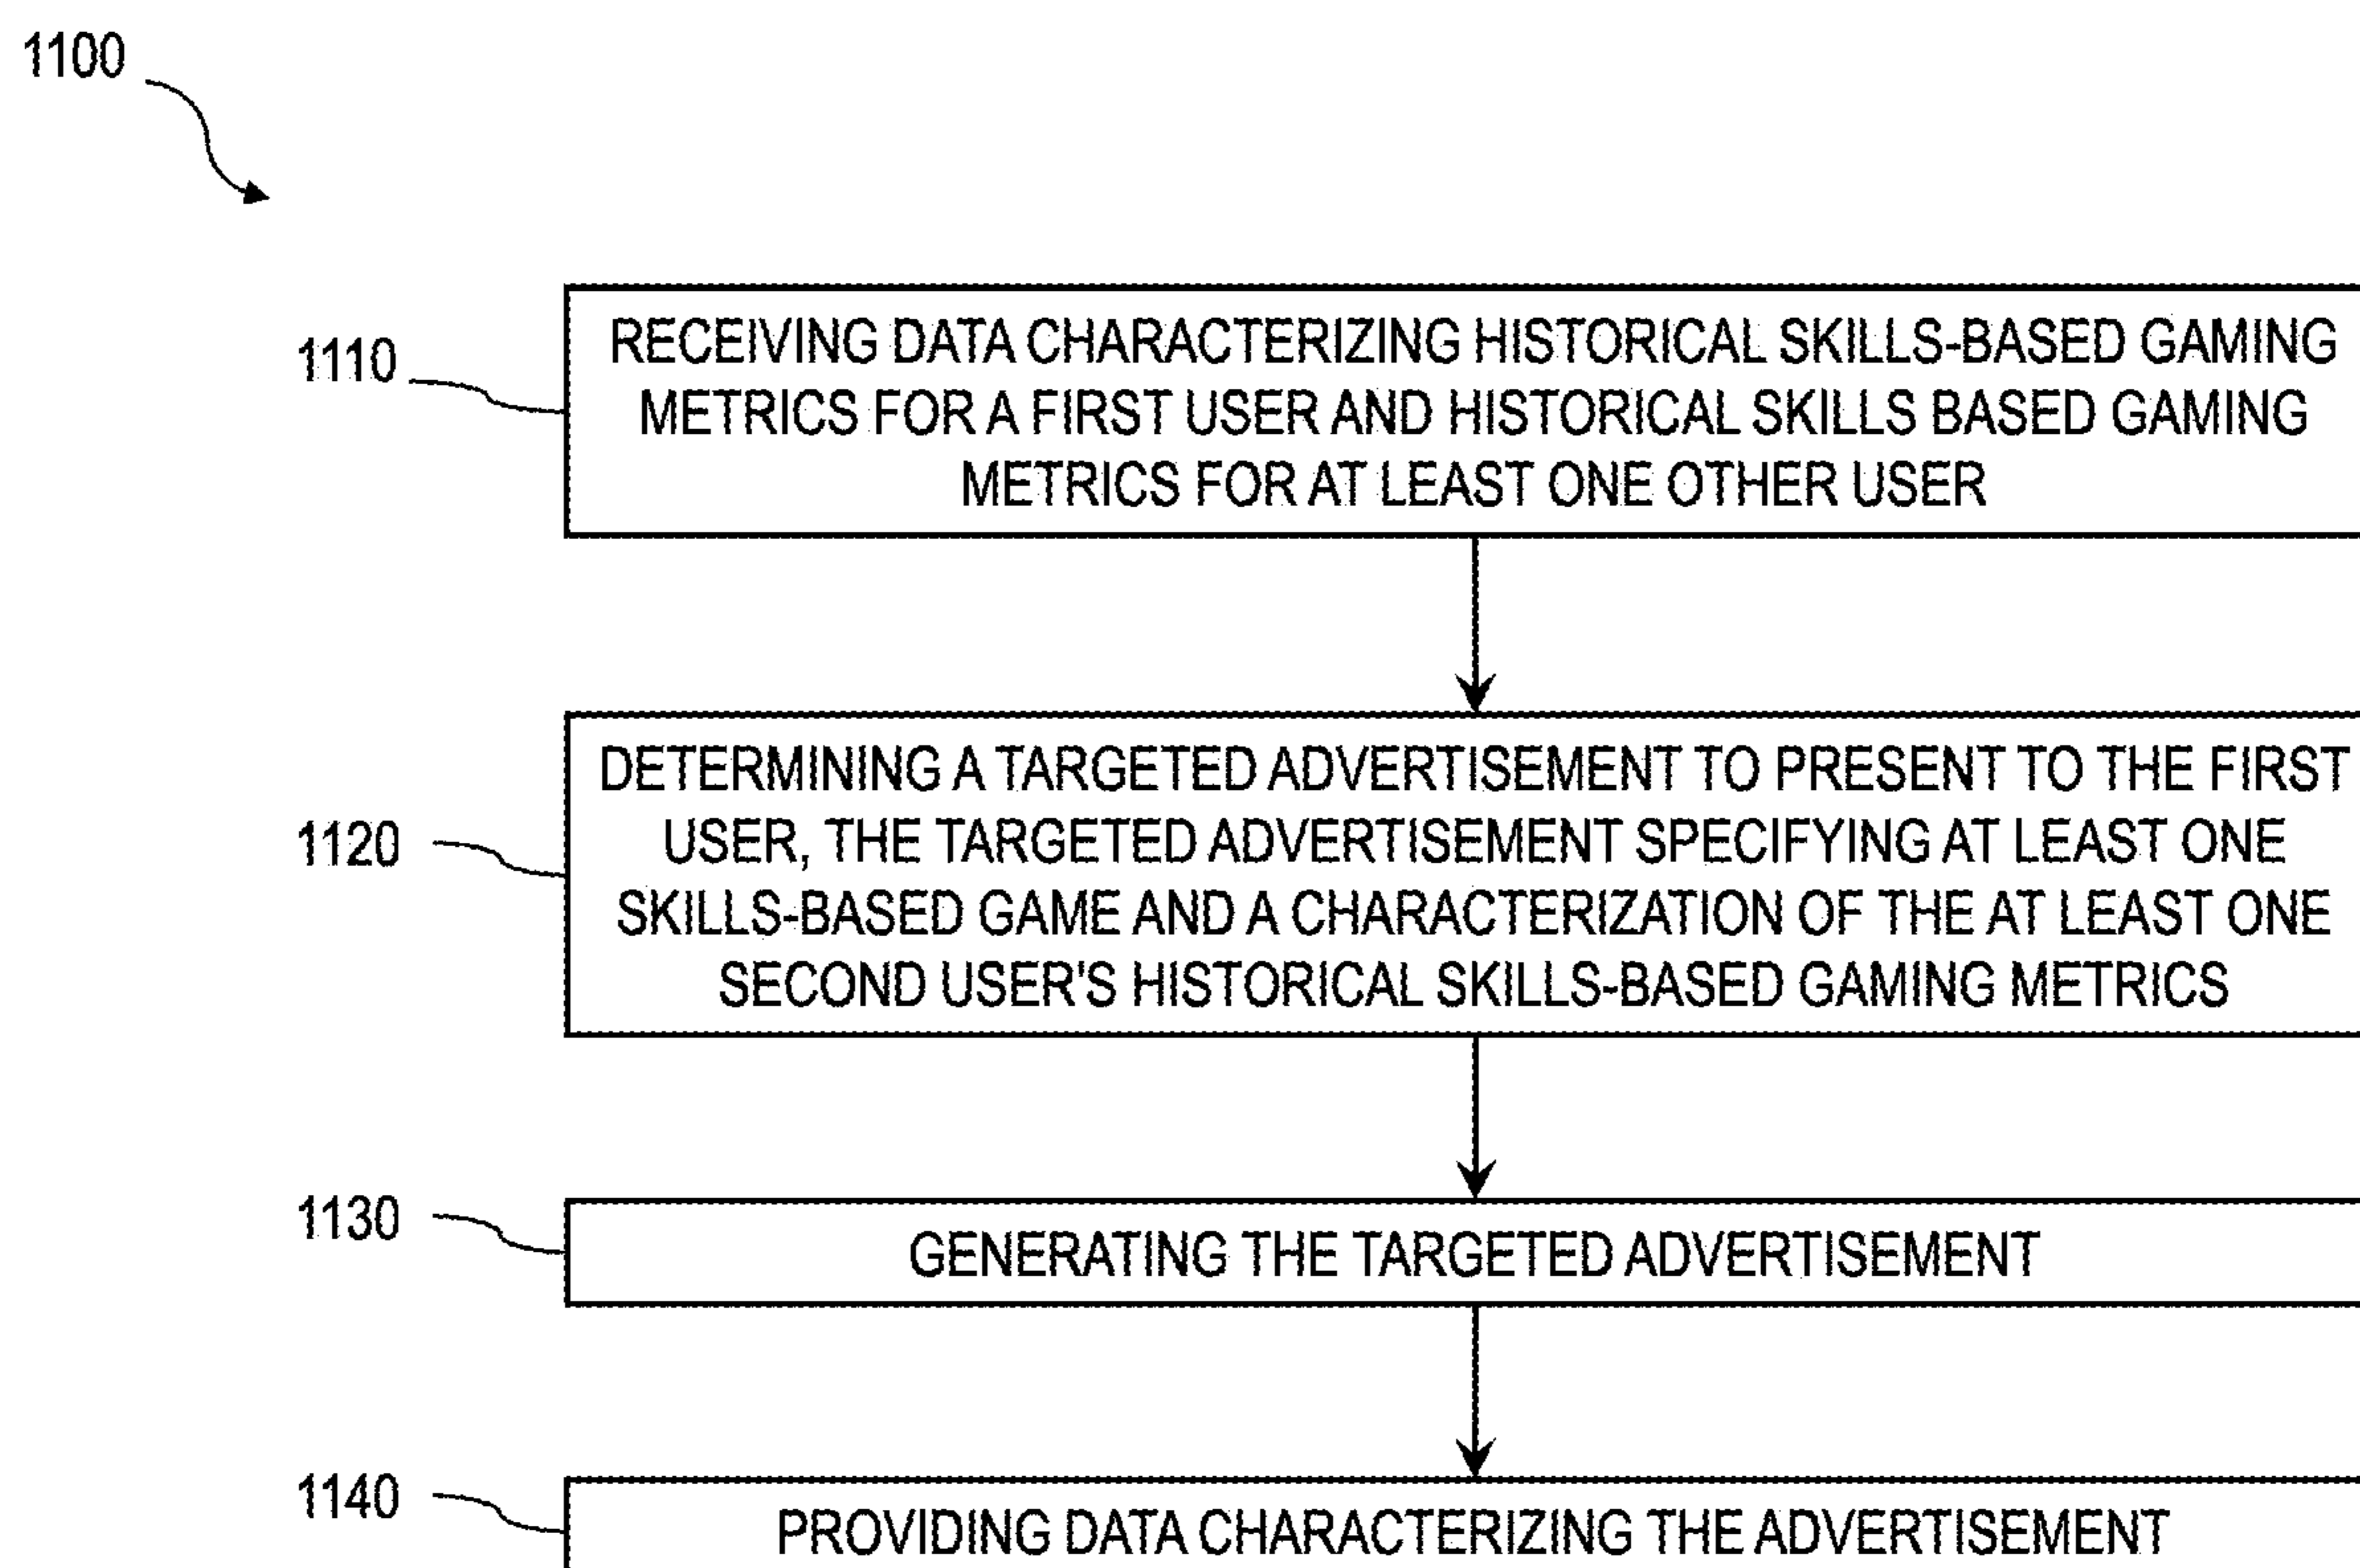 1100
1110
RECEIVING DATA CHARACTERIZING HISTORICAL SKILLS-BASED GAMING
METRICS FOR A FIRST USER AND HISTORICAL SKILLS BASED GAMING
METRICS FOR AT LEAST ONE OTHER USER
1120
DETERMINING A TARGETED ADVERTISEMENT TO PRESENT TO THE FIRST
USER, THE TARGETED ADVERTISEMENT SPECIFYING AT LEAST ONE
SKILLS-BASED GAME AND A CHARACTERIZATION OF THE AT LEAST ONE
SECOND USER'S HISTORICAL SKILLS-BASED GAMING METRICS
1130
GENERATING THE TARGETED ADVERTISEMENT
1140
PROVIDING DATA CHARACTERIZING THE ADVERTISEMENT